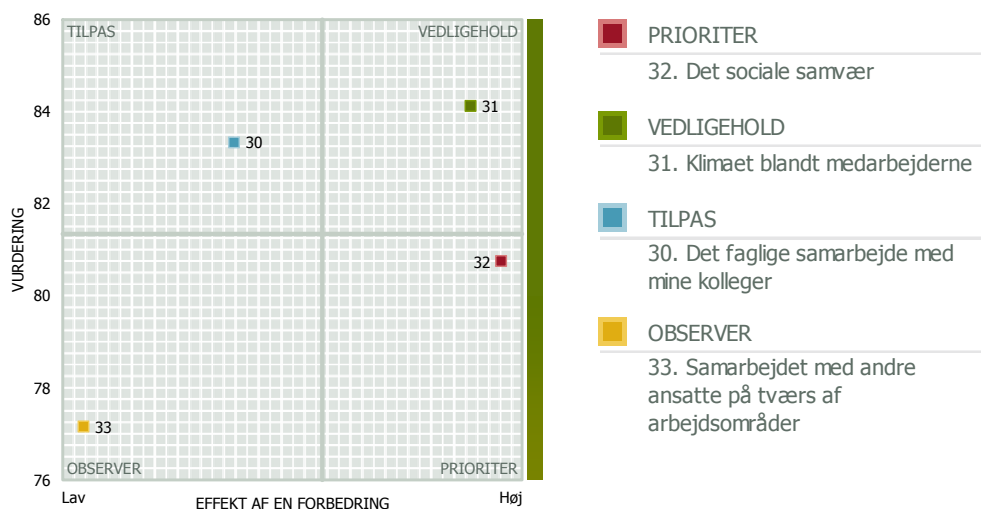 86
84
82
80
78
76
VURDERING
TILPAS
VEDLIGEHOLD
31
30
32
33
OBSERVER
PRIORITER
Lav
EFFEKT AF EN FORBEDRING
Høj
PRIORITER
32. Det sociale samvær
VEDLIGEHOLD
31. Klimaet blandt medarbejderne
TILPAS
30. Det faglige samarbejde med
mine kolleger
OBSERVER
33. Samarbejdet med andre
ansatte på tværs af
arbejdsområder